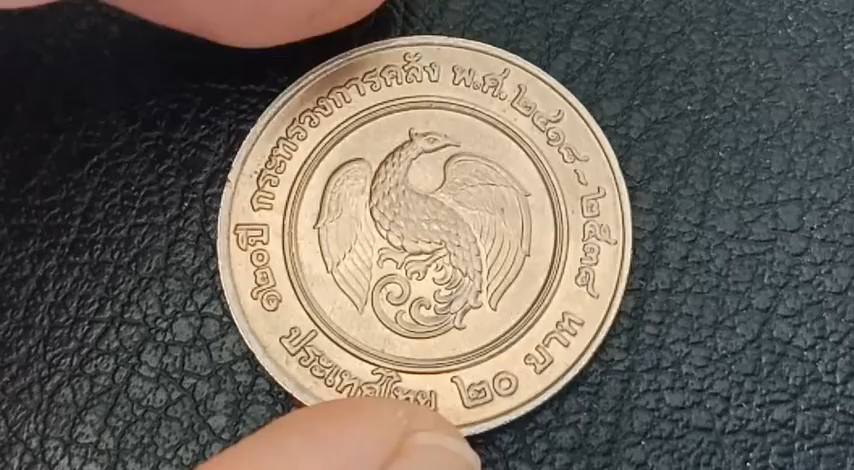 ๑๒๐ ปี กระทรวงการคลัง พ.ศ. ๒๔๑๘-๒๕๓๘
ประเทศไทย ๒๐ บาท